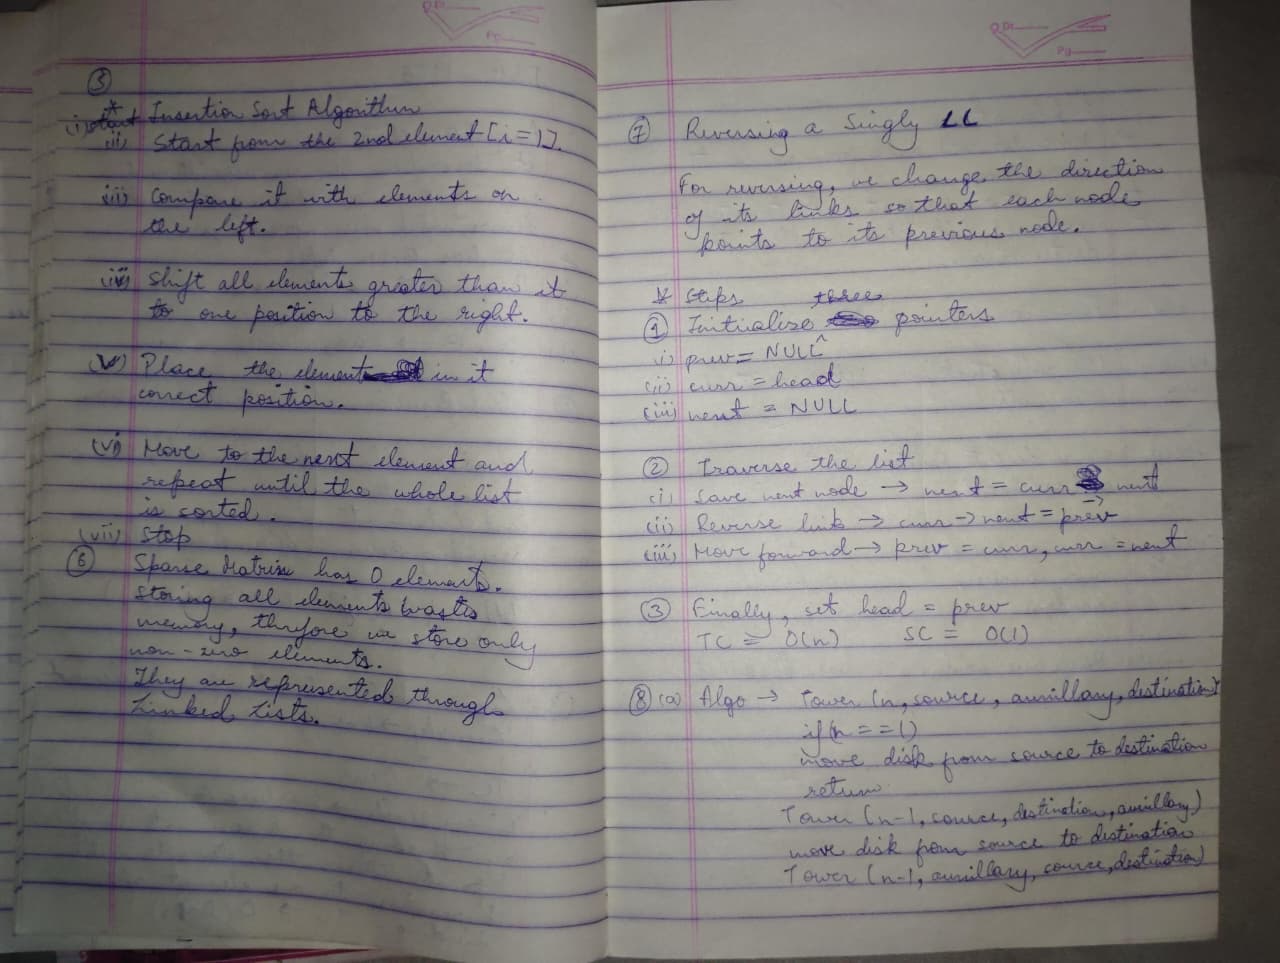 5
(i) Insertion Sort Algorithm
(ii) Start from the 2nd element [i=1].
(iii) Compare it with elements on
the left.
(iv) Shift all elements greater than it
one position to the right.
(v) Place the element in it
correct position.
(vi) Move to the next element and
repeat until the whole list
is sorted.
(vii) Stop
6 Sparse Matrix has 0 elements.
Storing all elements wastes
memory, therfore we store only
non-zero elements.
They are represented through
Linked Lists.
Pg
7 Reversing a Singly LL
For reversing, we change the direction
of its links so that each node
points to its previous node.
* Steps
1 Initialize three pointers
(i) prev = NULL
(ii) curr = head
(iii) next = NULL
2 Traverse the list
(i) Save next node → next = curr → next
(ii) Reverse link → curr → next = prev
(iii) Move forward → prev = curr, curr = next
3 Finally, set head = prev
TC = O(n) SC = O(1)
8 (a) Algo → Tower (n, source, auxillary, destination)
if (n == 1)
move disk from source to destination
return
Tower (n-1, source, destination, auxillary)
move disk from source to destination
Tower (n-1, auxillary, source, destination)